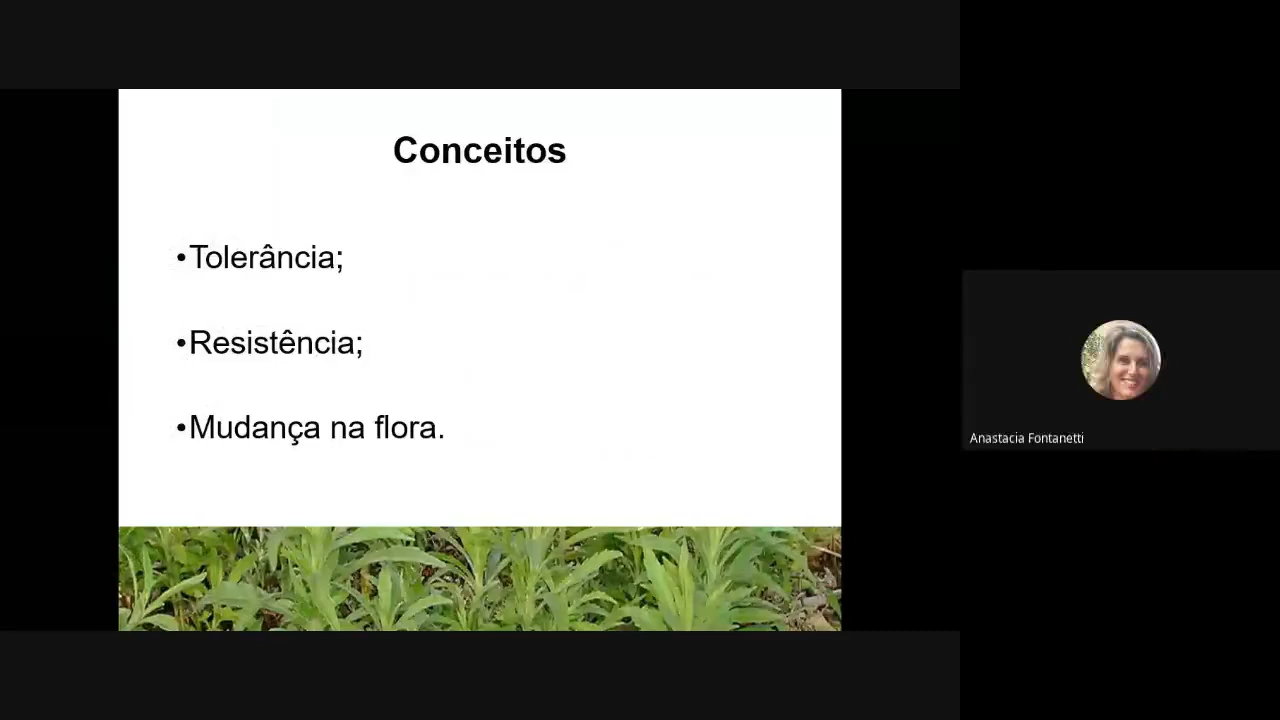 Conceitos
•Tolerância;
•Resistência;
•Mudança na flora.
Anastacia Fontanetti